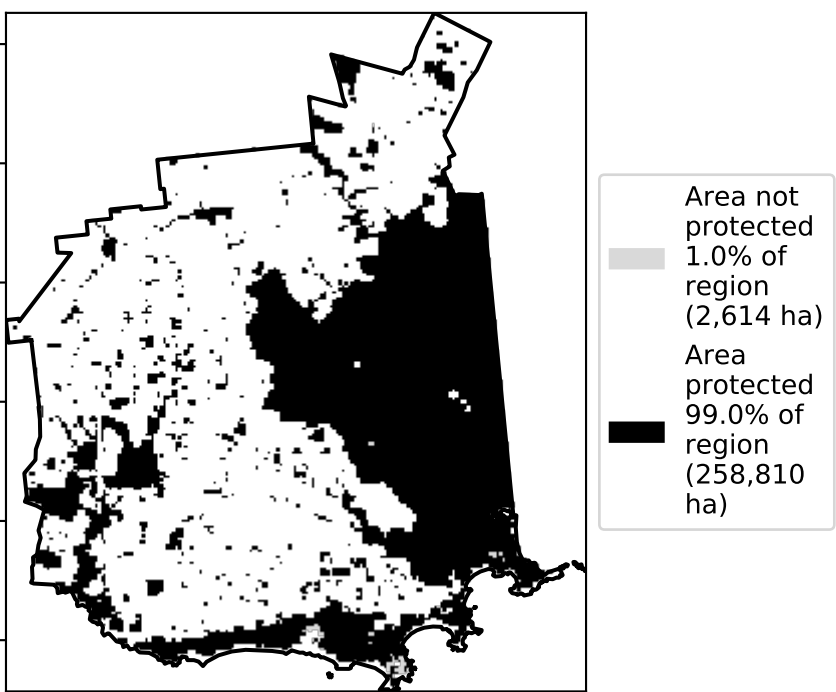 Area not
protected
1.0% of
region
(2,614 ha)
Area
protected
99.0% of
region
(258,810
ha)